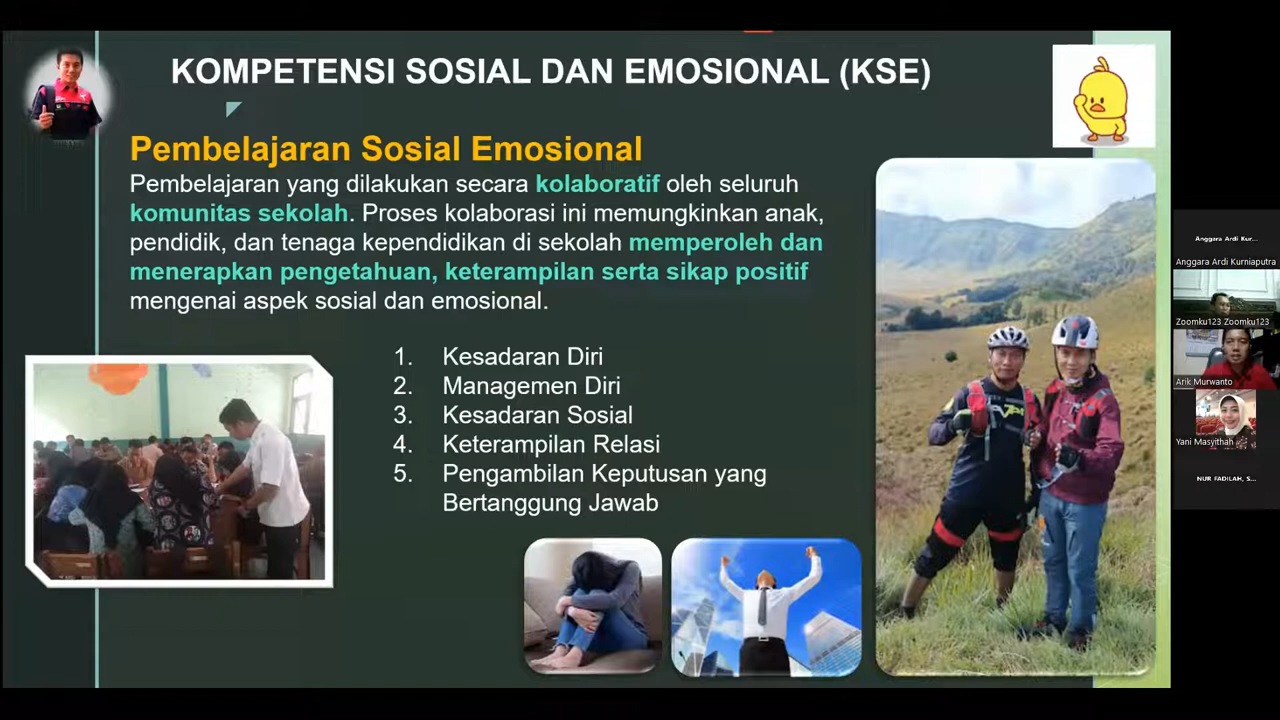 KOMPETENSI SOSIAL DAN EMOSIONAL (KSE)
Pembelajaran Sosial Emosional
Pembelajaran yang dilakukan secara kolaboratif oleh seluruh
komunitas sekolah. Proses kolaborasi ini memungkinkan anak,
pendidik, dan tenaga kependidikan di sekolah memperoleh dan
menerapkan pengetahuan, keterampilan serta sikap positif
mengenai aspek sosial dan emosional.
1. Kesadaran Diri
2. Managemen Diri
3. Kesadaran Sosial
4. Keterampilan Relasi
5. Pengambilan Keputusan yang
Bertanggung Jawab
Anggara Ardi Kur...
Anggara Ardi Kurniaputra
Zoomku123 Zoomku123
Arik Murwanto
Yani Masyithah
NUR FADILAH, S...